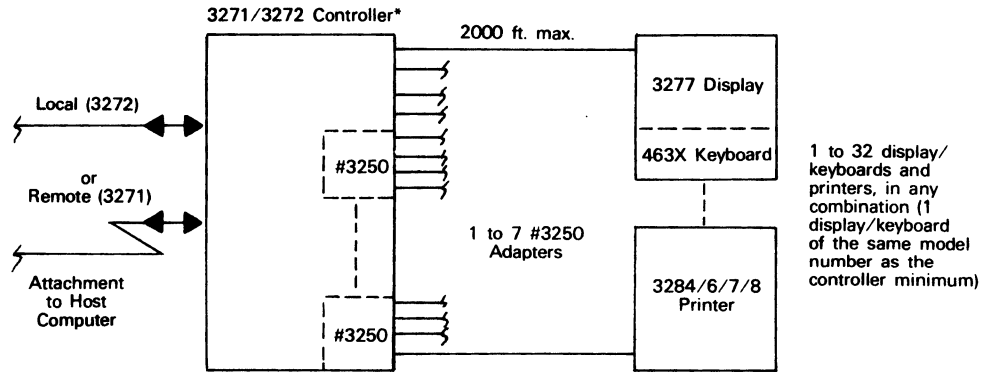 3271/3272 Controller*
2000 ft. max.
Local (3272)
or
Remote (3271)
Attachment
to Host
Computer
#3250
#3250
1 to 7 #3250
Adapters
3277 Display
463X Keyboard
3284/6/7/8
Printer
1 to 32 display/
keyboards and
printers, in any
combination (1
display/keyboard
of the same model
number as the
controller minimum)